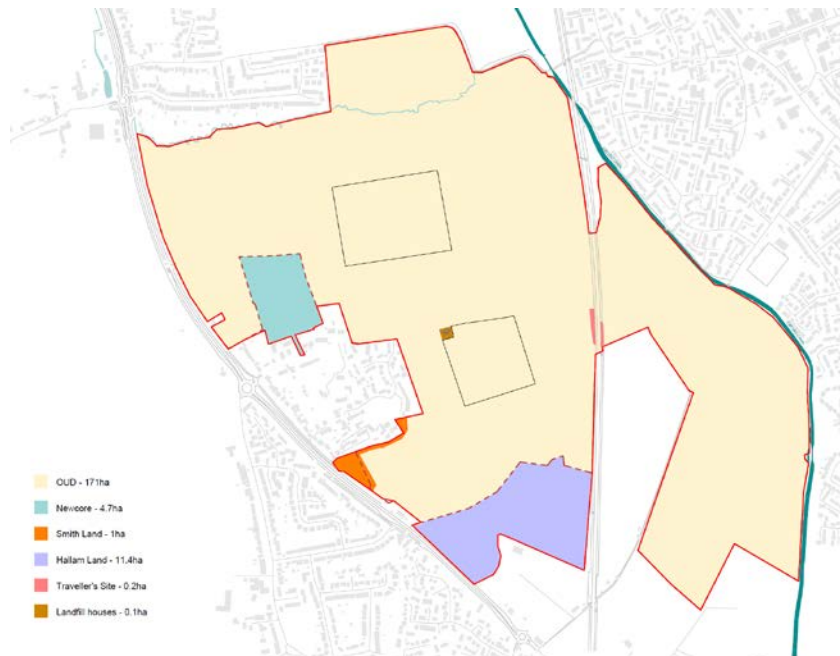 OUD - 171ha
Newcore - 4.7ha
Smith Land - 1ha
Hallam Land - 11.4ha
Traveller's Site - 0.2ha
Landfill houses - 0.1ha